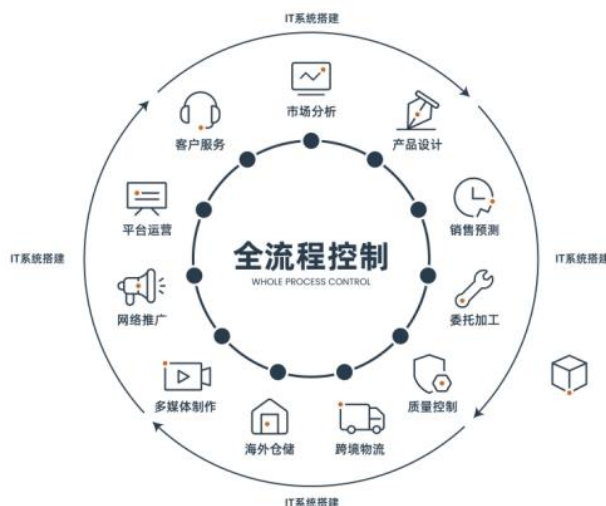 IT系统搭建
市场分析
客户服务
产品设计
平台运营
销售预测
全流程控制
WHOLE PROCESS CONTROL
IT系统搭建
IT系统搭建
网络推广
委托加工
多媒体制作
质量控制
海外仓储
跨境物流
IT系统搭建